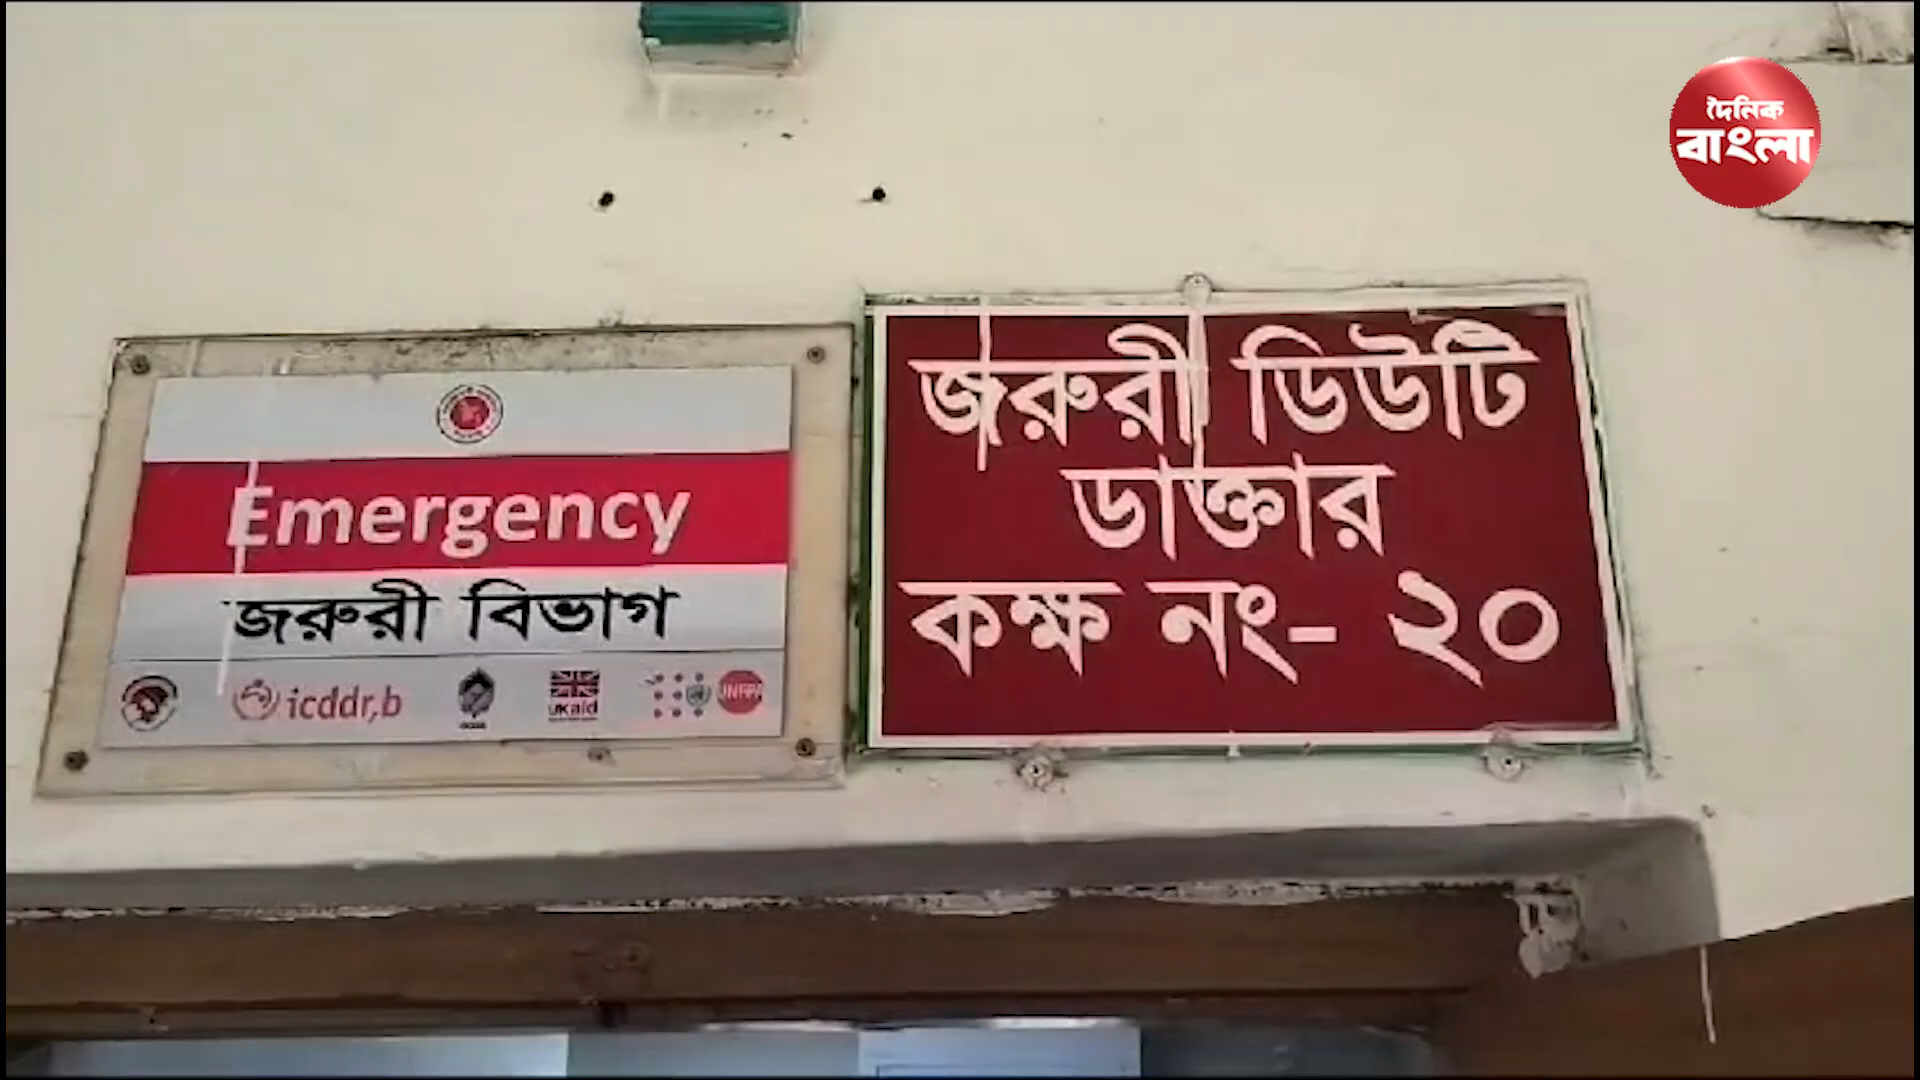 দৈনিক
বাংলা
Emergency
জরুরী বিভাগ
icddr,b
UKaid
UNFPA
জরুরী ডিউটি
ডাক্তার
কক্ষ নং- ২০